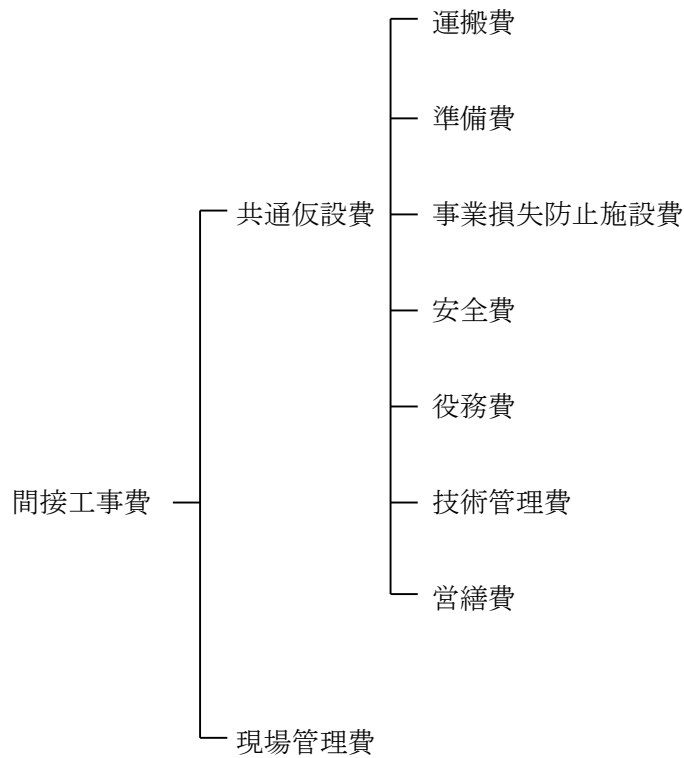 運搬費
準備費
共通仮設費
事業損失防止施設費
安全費
役務費
間接工事費
技術管理費
営繕費
現場管理費